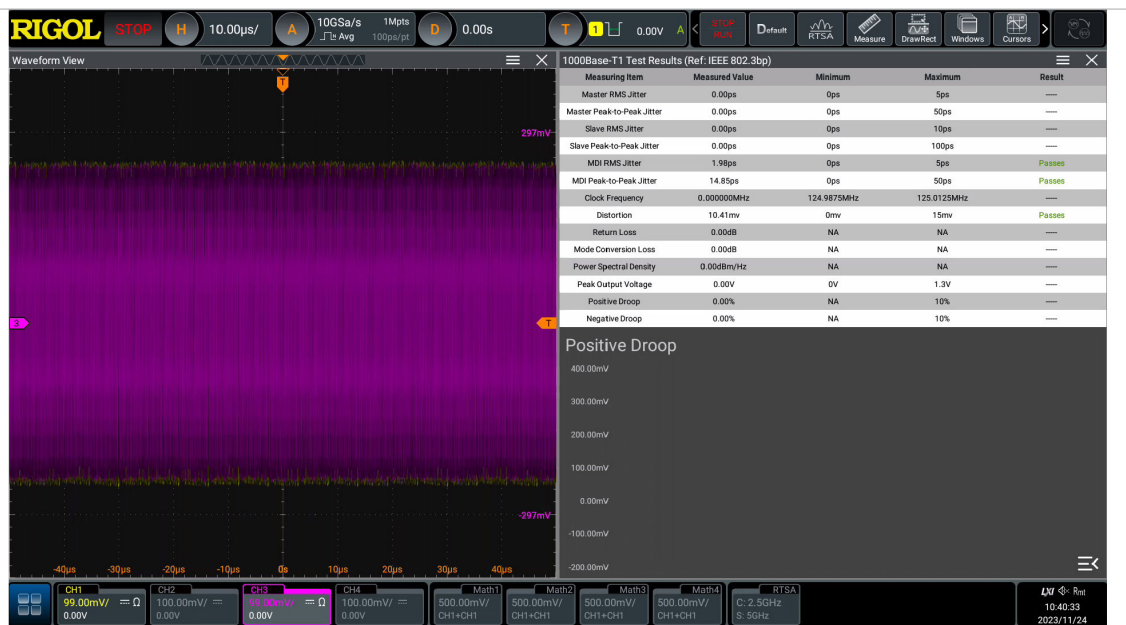 RIGOL STOP H 10.00µs/ A 10GSa/s 1Mpts Avg 100ps/pt D 0.00s T 1 0.00V A STOP RUN Default RTSA Measure DrawRect Windows Cursors
Waveform View
T
297mV
3
T
-297mV
-40µs -30µs -20µs -10µs 0s 10µs 20µs 30µs 40µs
1000Base-T1 Test Results (Ref: IEEE 802.3bp)
Measuring Item Measured Value Minimum Maximum Result
Master RMS Jitter 0.00ps 0ps 5ps ----
Master Peak-to-Peak Jitter 0.00ps 0ps 50ps ----
Slave RMS Jitter 0.00ps 0ps 10ps ----
Slave Peak-to-Peak Jitter 0.00ps 0ps 100ps ----
MDI RMS Jitter 1.98ps 0ps 5ps Passes
MDI Peak-to-Peak Jitter 14.85ps 0ps 50ps Passes
Clock Frequency 0.000000MHz 124.9875MHz 125.0125MHz ----
Distortion 10.41mv 0mv 15mv Passes
Return Loss 0.00dB NA NA ----
Mode Conversion Loss 0.00dB NA NA ----
Power Spectral Density 0.00dBm/Hz NA NA ----
Peak Output Voltage 0.00V 0V 1.3V ----
Positive Droop 0.00% NA 10% ----
Negative Droop 0.00% NA 10% ----
Positive Droop
400.00mV
300.00mV
200.00mV
100.00mV
0.00mV
-100.00mV
-200.00mV
CH1 CH2 CH3 CH4 Math1 Math2 Math3 Math4 RTSA
99.00mV/ Ω 100.00mV/ 99.00mV/ Ω 100.00mV/ 500.00mV/ 500.00mV/ 500.00mV/ 500.00mV/ C: 2.5GHz
0.00V 0.00V 0.00V 0.00V CH1+CH1 CH1+CH1 CH1+CH1 CH1+CH1 S: 5GHz
LXI Rmt
10:40:33
2023/11/24